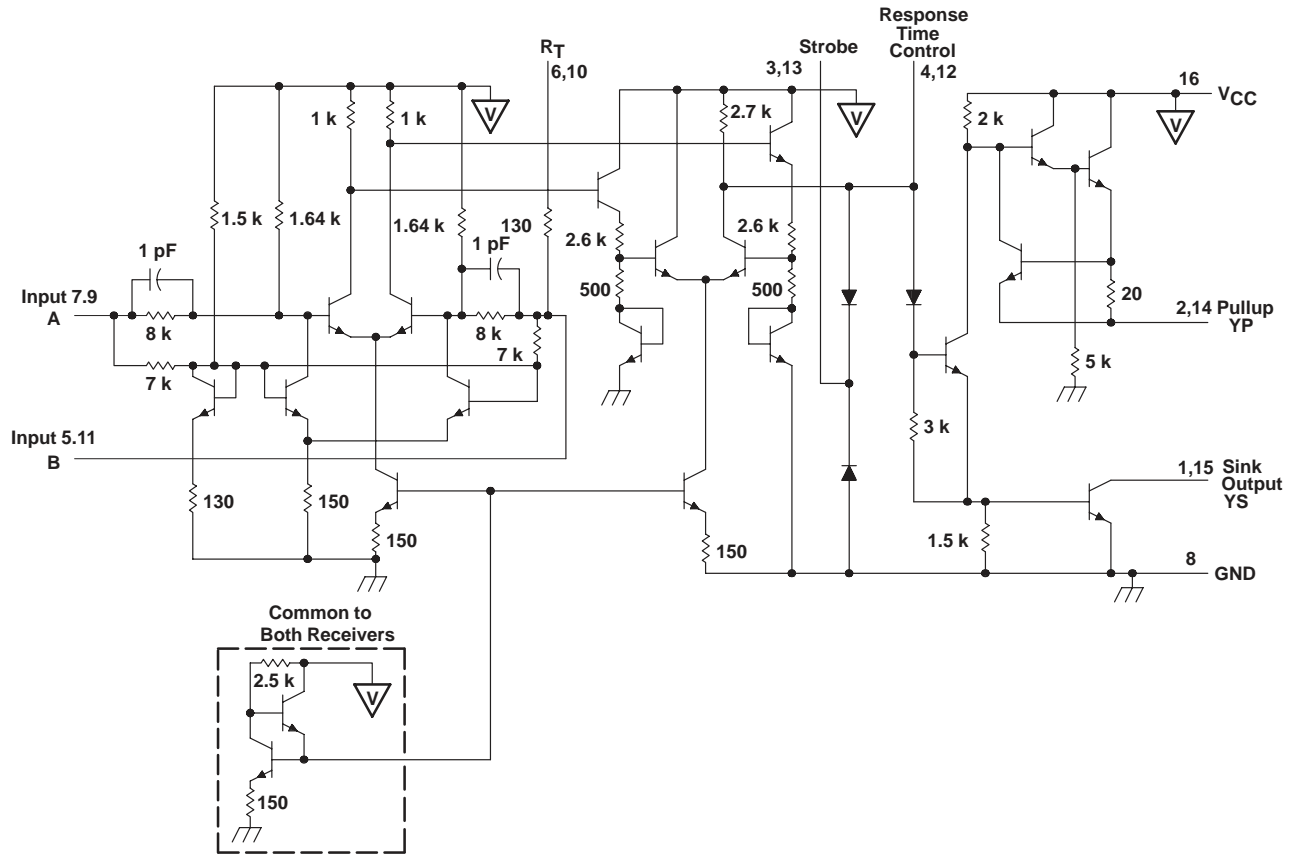 Response
Time
Control
4,12
RT
6,10
Strobe
3,13
16
VCC
V
V
V
1 k
1 k
2.7 k
2 k
1.5 k
1.64 k
1.64 k
130
1 pF
1 pF
2.6 k
2.6 k
Input 7.9
A
8 k
8 k
500
500
20
2,14 Pullup
YP
7 k
7 k
5 k
Input 5.11
B
3 k
130
150
150
150
1.5 k
1,15 Sink
Output
YS
8
GND
Common to
Both Receivers
2.5 k
V
150